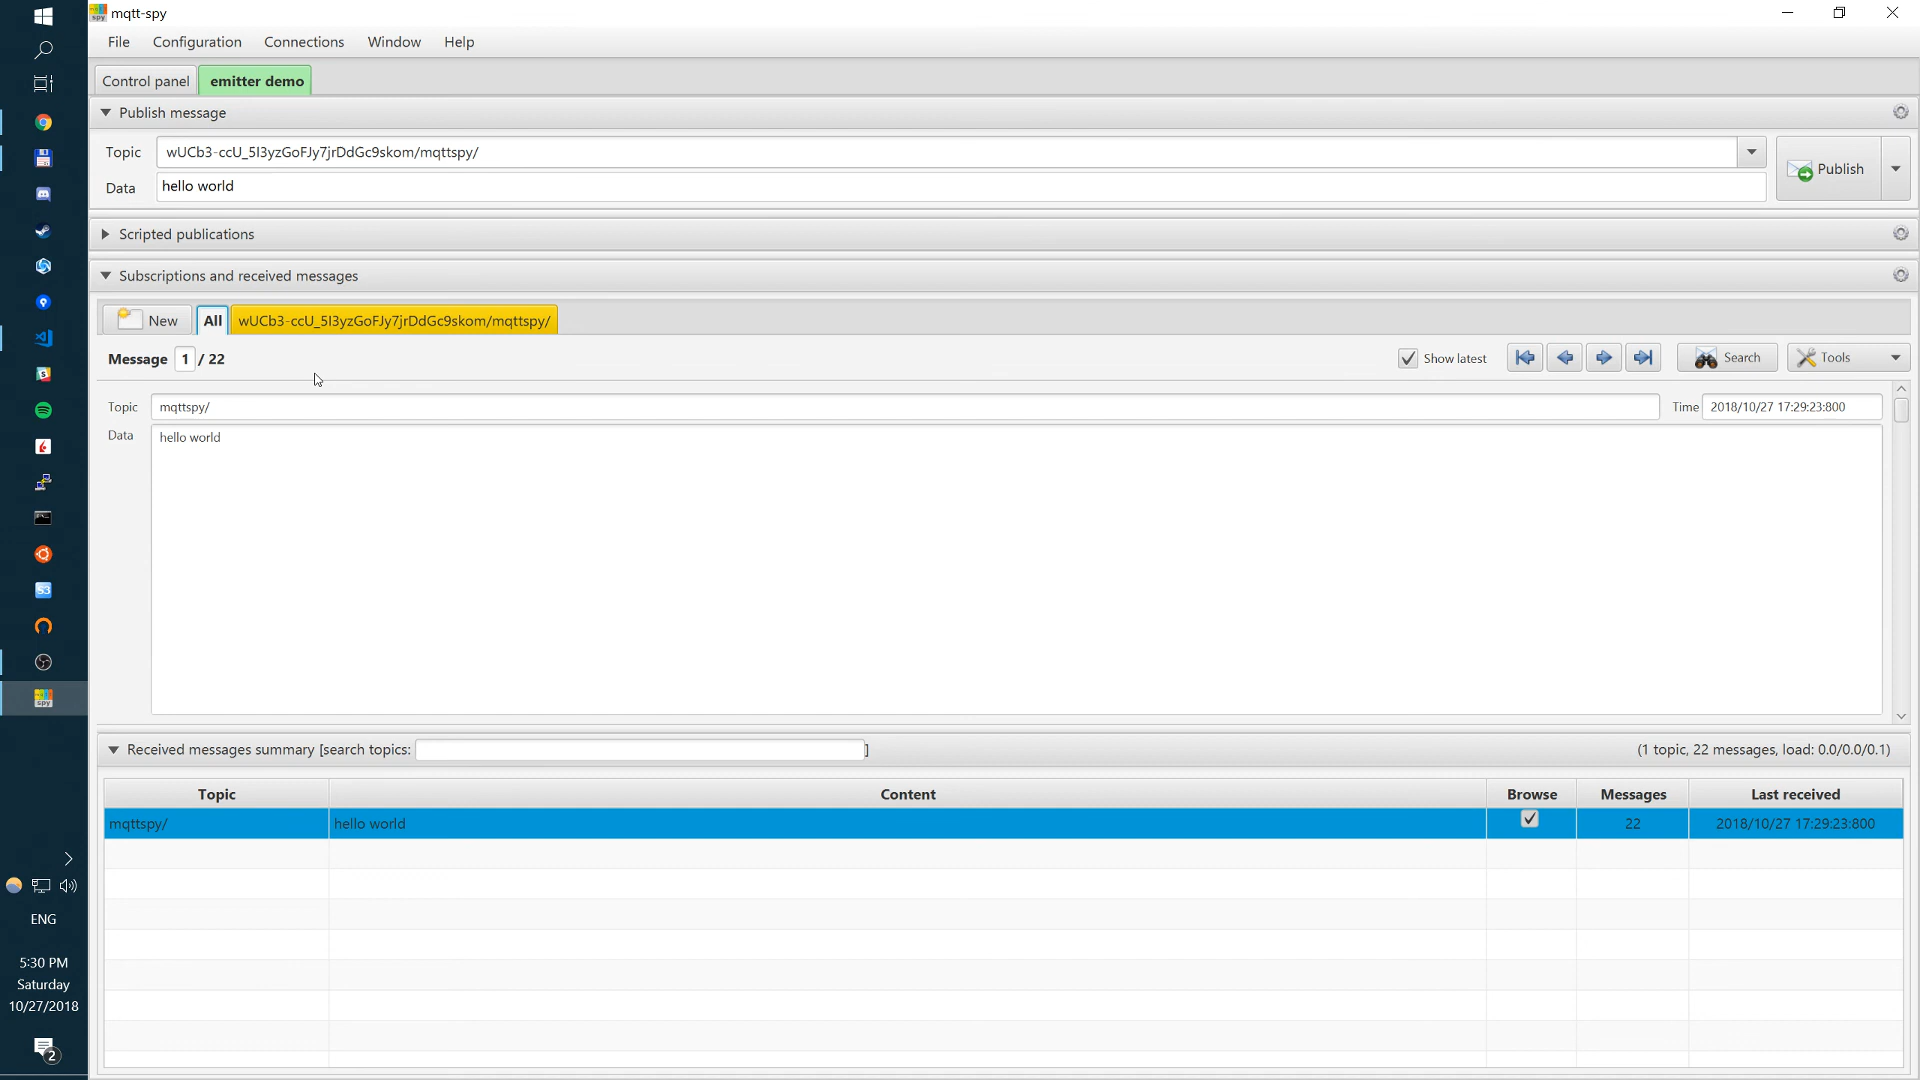 mqtt-spy
File Configuration Connections Window Help
Control panel emitter demo
Publish message
Topic wUCb3-ccU_5I3yzGoFJy7jrDdGc9skom/mqttspy/
Publish
Data hello world
Scripted publications
Subscriptions and received messages
New All wUCb3-ccU_5I3yzGoFJy7jrDdGc9skom/mqttspy/
Message 1 / 22 Show latest Search Tools
Topic mqttspy/ Time 2018/10/27 17:29:23:800
Data hello world
Received messages summary [search topics: ] (1 topic, 22 messages, load: 0.0/0.0/0.1)
Topic Content Browse Messages Last received
mqttspy/ hello world 22 2018/10/27 17:29:23:800
spy
S3
ENG
5:30 PM
Saturday
10/27/2018
2